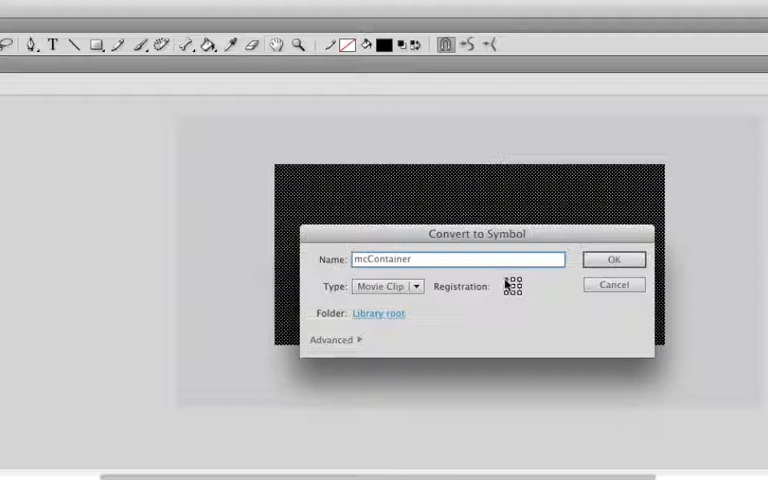 T
Convert to Symbol
Name: mcContainer
OK
Type: Movie Clip
Registration:
Cancel
Folder: Library root
Advanced